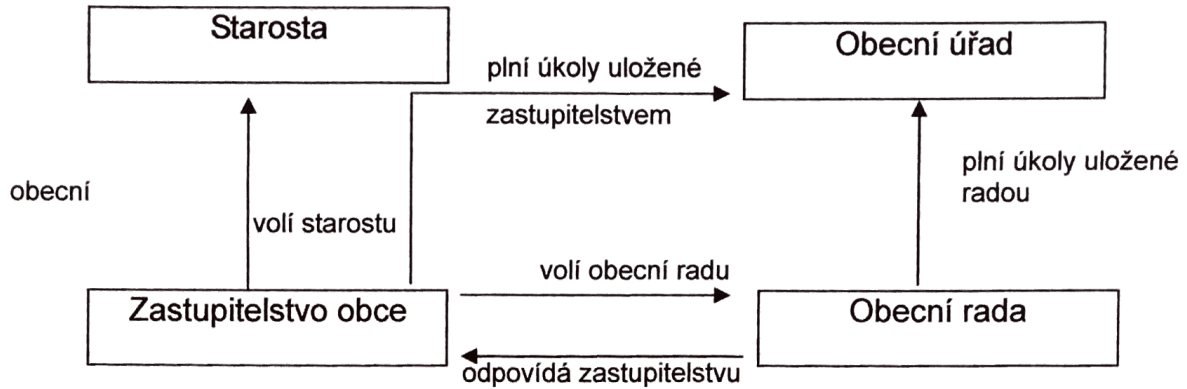 Starosta
Obecní úřad
plní úkoly uložené
zastupitelstvem
plní úkoly uložené
radou
obecní
volí starostu
volí obecní radu
Zastupitelstvo obce
Obecní rada
odpovídá zastupitelstvu